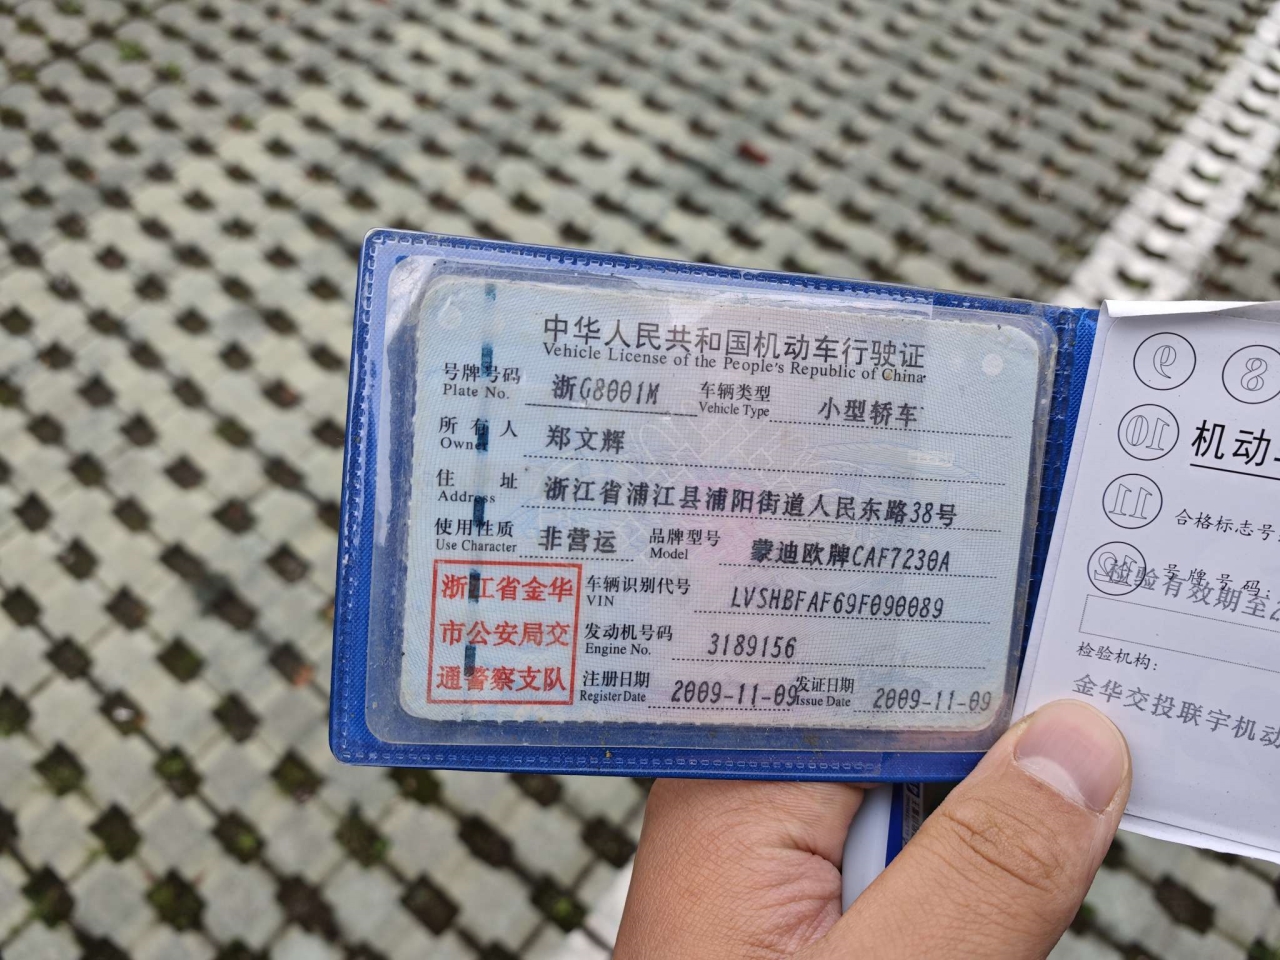 中华人民共和国机动车行驶证
Vehicle License of the People's Republic of China
号牌号码 浙G8001M 车辆类型 小型轿车
Plate No. Vehicle Type
所有人 郑文辉
Owner
住址 浙江省浦江县浦阳街道人民东路38号
Address
使用性质 非营运 品牌型号 蒙迪欧牌CAF7230A
Use Character Model
浙江省金华
市公安局交
通警察支队
车辆识别代号 LVSHBFAF69F090089
VIN
发动机号码 3189156
Engine No.
注册日期 2009-11-09 发证日期 2009-11-09
Register Date Issue Date
9 8
10
11
12
机动
合格标志号
号牌号码:
检验有效期至2
检验机构:
金华交投联宇机动